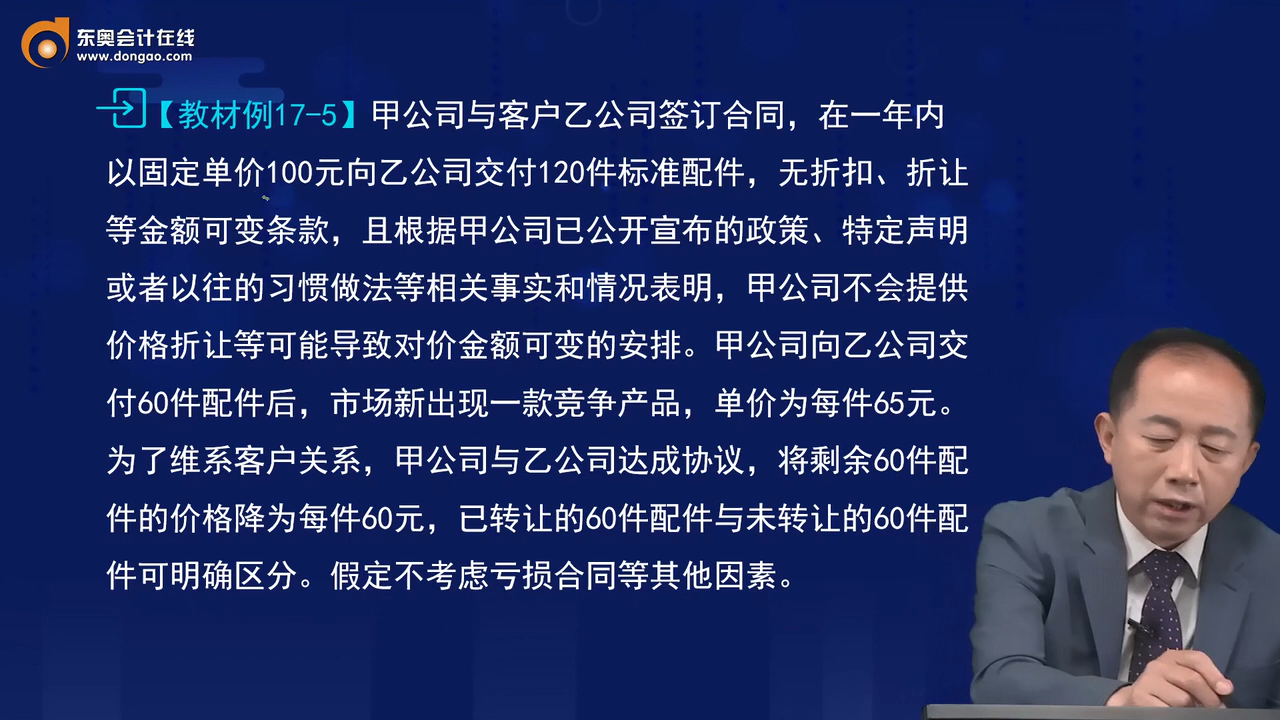 东奥会计在线
www.dongao.com
【教材例17-5】甲公司与客户乙公司签订合同，在一年内
以固定单价100元向乙公司交付120件标准配件，无折扣、折让
等金额可变条款，且根据甲公司已公开宣布的政策、特定声明
或者以往的习惯做法等相关事实和情况表明，甲公司不会提供
价格折让等可能导致对价金额可变的安排。甲公司向乙公司交
付60件配件后，市场新出现一款竞争产品，单价为每件65元。
为了维系客户关系，甲公司与乙公司达成协议，将剩余60件配
件的价格降为每件60元，已转让的60件配件与未转让的60件配
件可明确区分。假定不考虑亏损合同等其他因素。